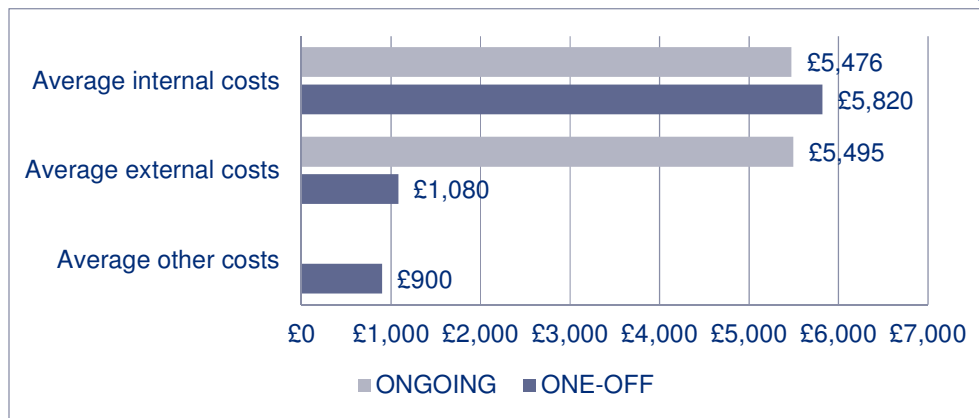 Average internal costs
£5,476
£5,820
Average external costs
£5,495
£1,080
Average other costs
£900
£0 £1,000 £2,000 £3,000 £4,000 £5,000 £6,000 £7,000
ONGOING ONE-OFF